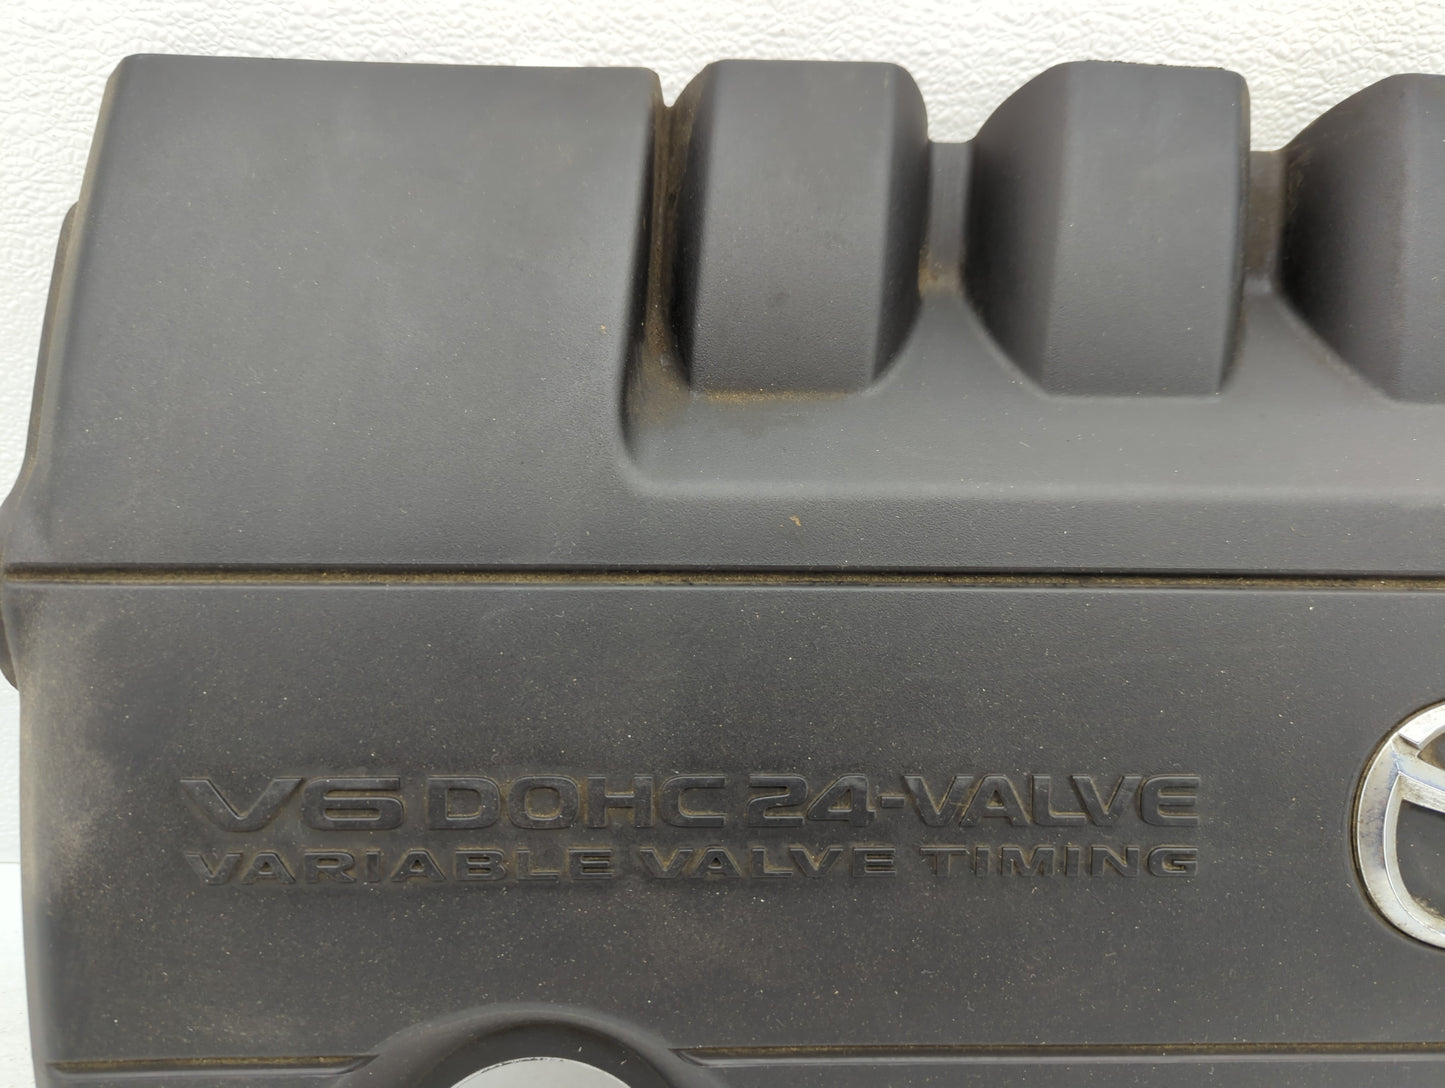 V6 DOHC 24-VALVE
VARIABLE VALVE TIMING